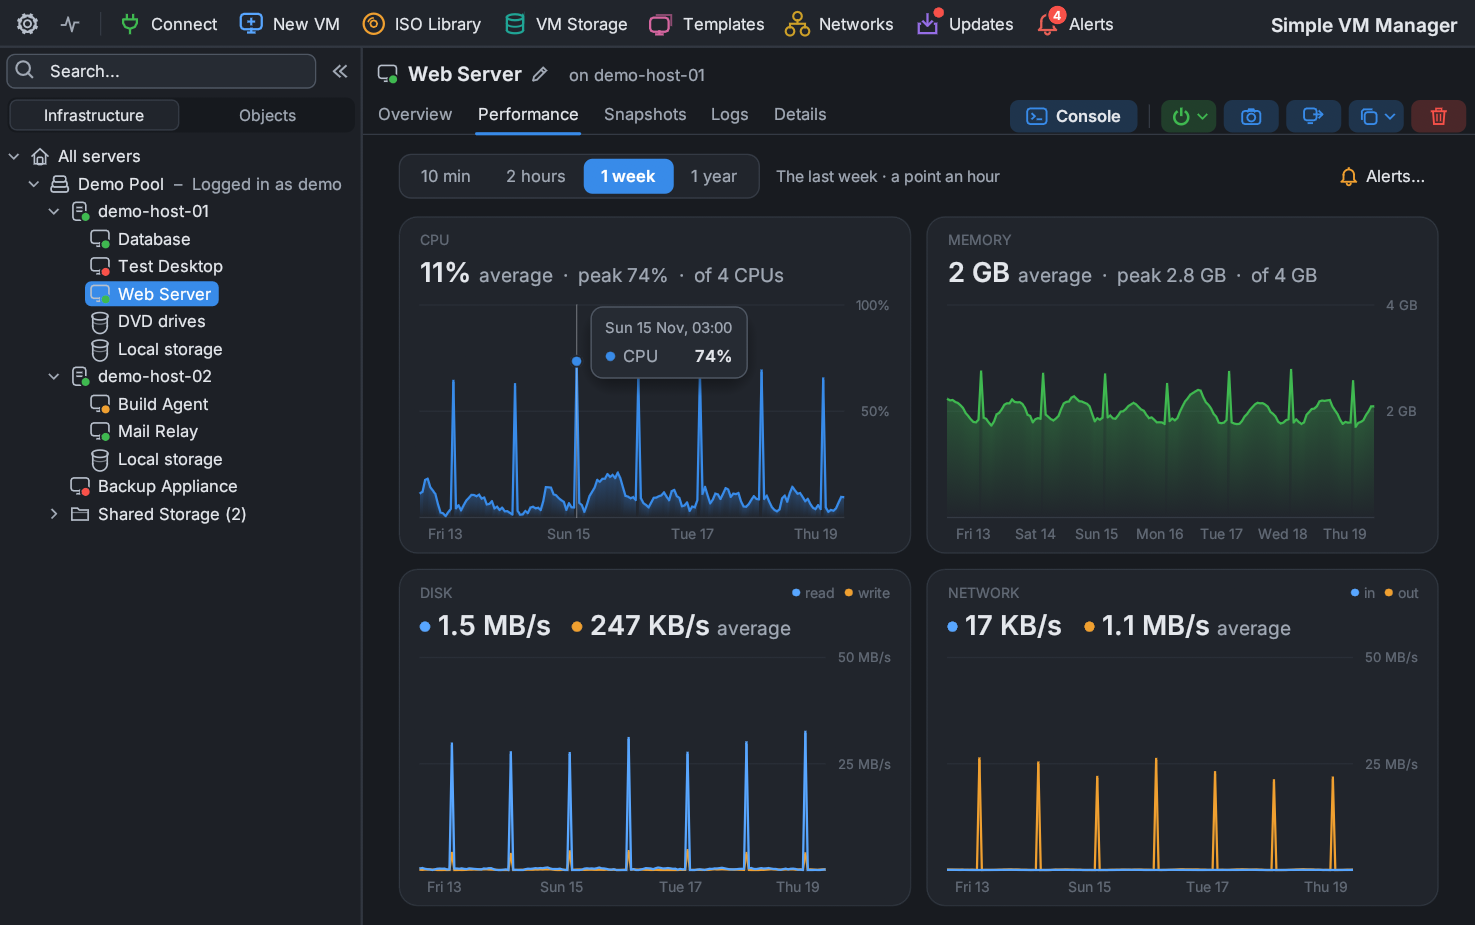 Connect
New VM
ISO Library
VM Storage
Templates
Networks
Updates
4
Alerts
Simple VM Manager
Search...
Infrastructure
Objects
All servers
Demo Pool – Logged in as demo
demo-host-01
Database
Test Desktop
Web Server
DVD drives
Local storage
demo-host-02
Build Agent
Mail Relay
Local storage
Backup Appliance
Shared Storage (2)
Web Server
on demo-host-01
Overview
Performance
Snapshots
Logs
Details
Console
10 min
2 hours
1 week
1 year
The last week · a point an hour
Alerts...
CPU
11% average · peak 74% · of 4 CPUs
100%
Sun 15 Nov, 03:00
CPU 74%
50%
Fri 13 Sun 15 Tue 17 Thu 19
MEMORY
2 GB average · peak 2.8 GB · of 4 GB
4 GB
2 GB
Fri 13 Sat 14 Sun 15 Mon 16 Tue 17 Wed 18 Thu 19
DISK
read write
1.5 MB/s 247 KB/s average
50 MB/s
25 MB/s
Fri 13 Sun 15 Tue 17 Thu 19
NETWORK
in out
17 KB/s 1.1 MB/s average
50 MB/s
25 MB/s
Fri 13 Sun 15 Tue 17 Thu 19